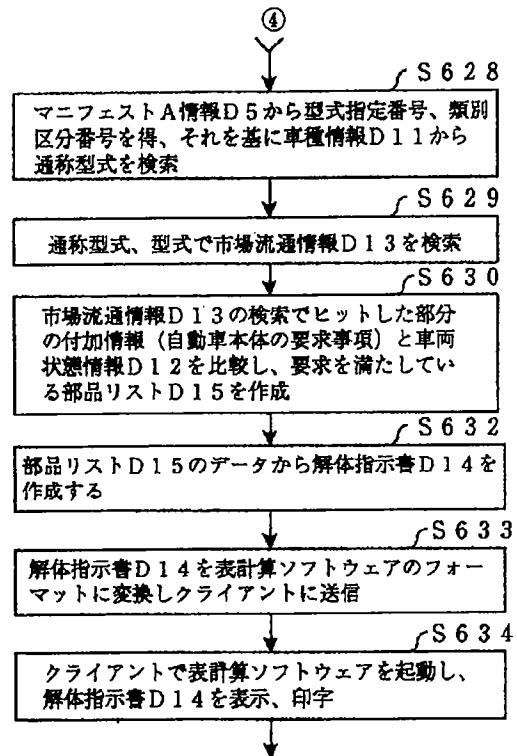 ④
S628
マニフェストA情報D5から型式指定番号、類別
区分番号を得、それを基に車種情報D11から
通称型式を検索
S629
通称型式、型式で市場流通情報D13を検索
S630
市場流通情報D13の検索でヒットした部分
の付加情報(自動車本体の要求事項)と車両
状態情報D12を比較し、要求を満たしてい
る部品リストD15を作成
S632
部品リストD15のデータから解体指示書D14を
作成する
S633
解体指示書D14を表計算ソフトウェアのフォー
マットに変換しクライアントに送信
S634
クライアントで表計算ソフトウェアを起動し、
解体指示書D14を表示、印字